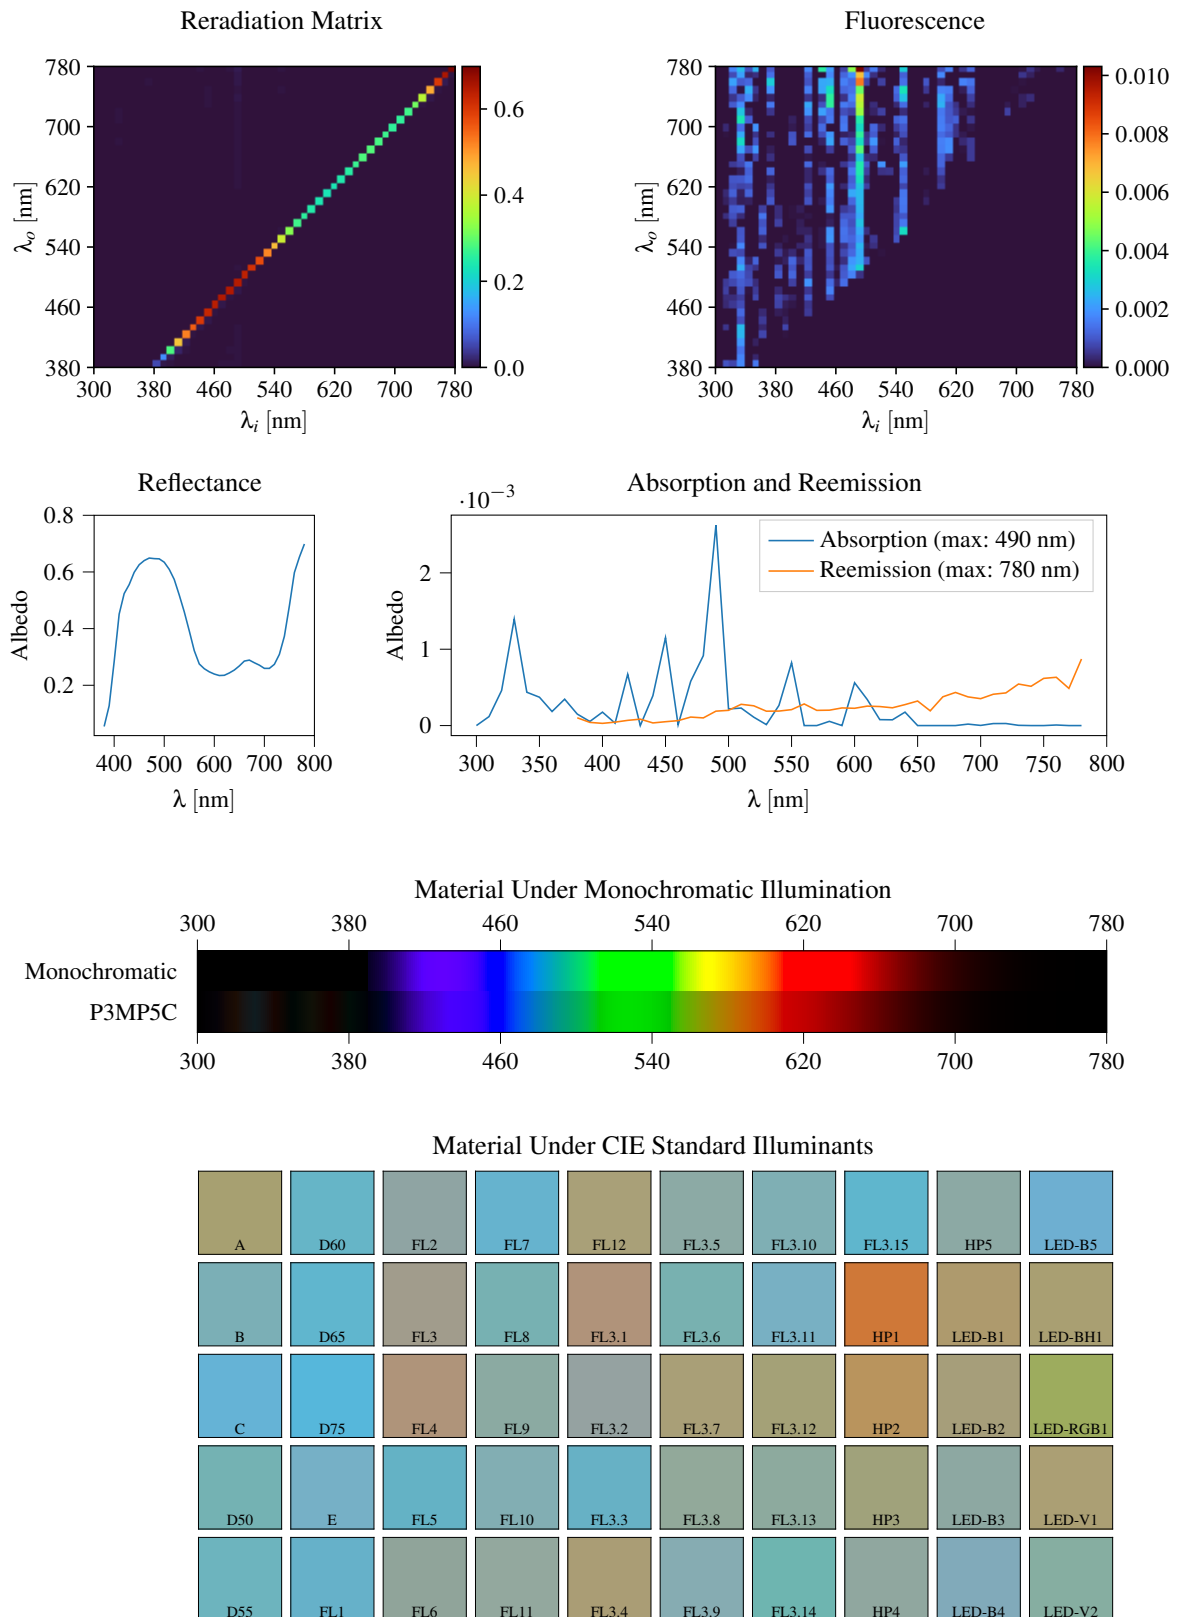 Reradiation Matrix
Fluorescence
780
700
620
540
460
380
λo [nm]
300 380 460 540 620 700 780
λi [nm]
0.6
0.4
0.2
0.0
780
700
620
540
460
380
λo [nm]
300 380 460 540 620 700 780
λi [nm]
0.010
0.008
0.006
0.004
0.002
0.000
Reflectance
0.8
0.6
0.4
0.2
Albedo
400 500 600 700 800
λ [nm]
Absorption and Reemission
·10−3
2
1
0
Albedo
Absorption (max: 490 nm)
Reemission (max: 780 nm)
300 350 400 450 500 550 600 650 700 750 800
λ [nm]
Material Under Monochromatic Illumination
300 380 460 540 620 700 780
Monochromatic
P3MP5C
300 380 460 540 620 700 780
Material Under CIE Standard Illuminants
A D60 FL2 FL7 FL12 FL3.5 FL3.10 FL3.15 HP5 LED-B5
B D65 FL3 FL8 FL3.1 FL3.6 FL3.11 HP1 LED-B1 LED-BH1
C D75 FL4 FL9 FL3.2 FL3.7 FL3.12 HP2 LED-B2 LED-RGB1
D50 E FL5 FL10 FL3.3 FL3.8 FL3.13 HP3 LED-B3 LED-V1
D55 FL1 FL6 FL11 FL3.4 FL3.9 FL3.14 HP4 LED-B4 LED-V2